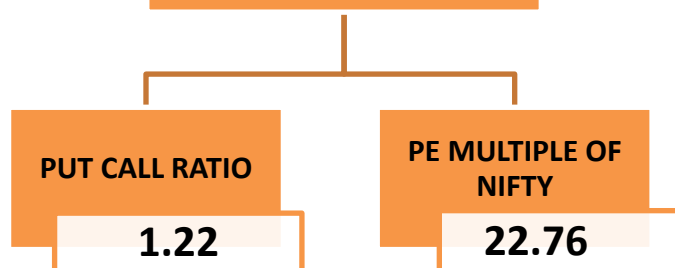 PUT CALL RATIO
1.22
PE MULTIPLE OF
NIFTY
22.76